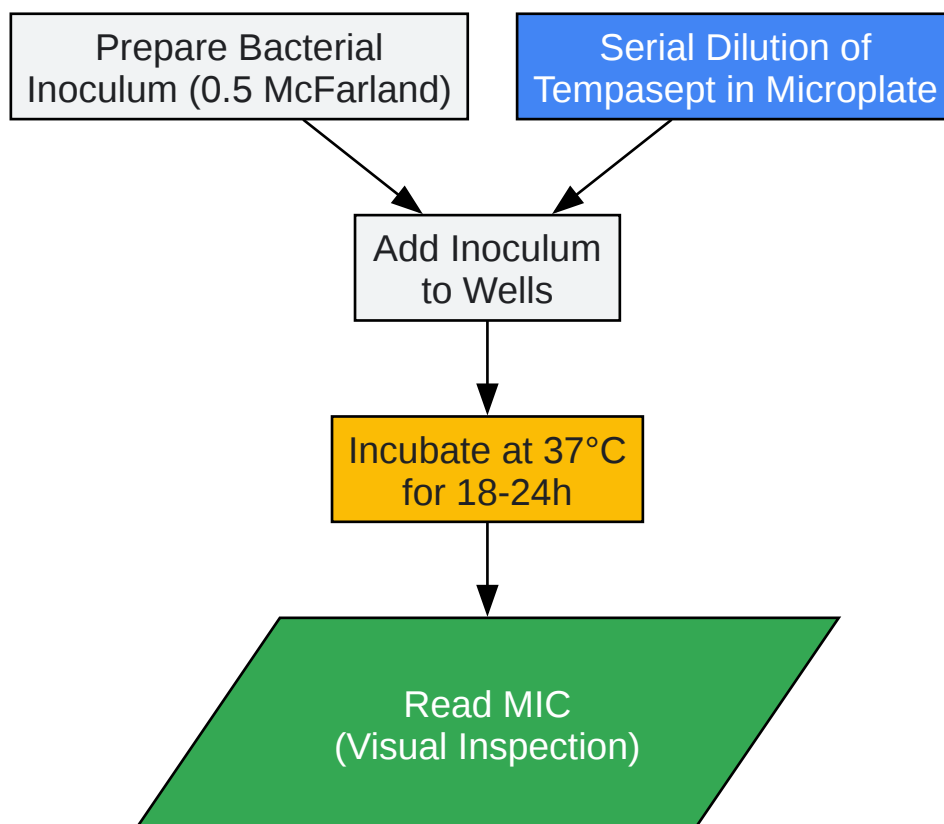 Prepare Bacterial
Inoculum (0.5 McFarland)
Serial Dilution of
Tempasept in Microplate
Add Inoculum
to Wells
Incubate at 37°C
for 18-24h
Read MIC
(Visual Inspection)